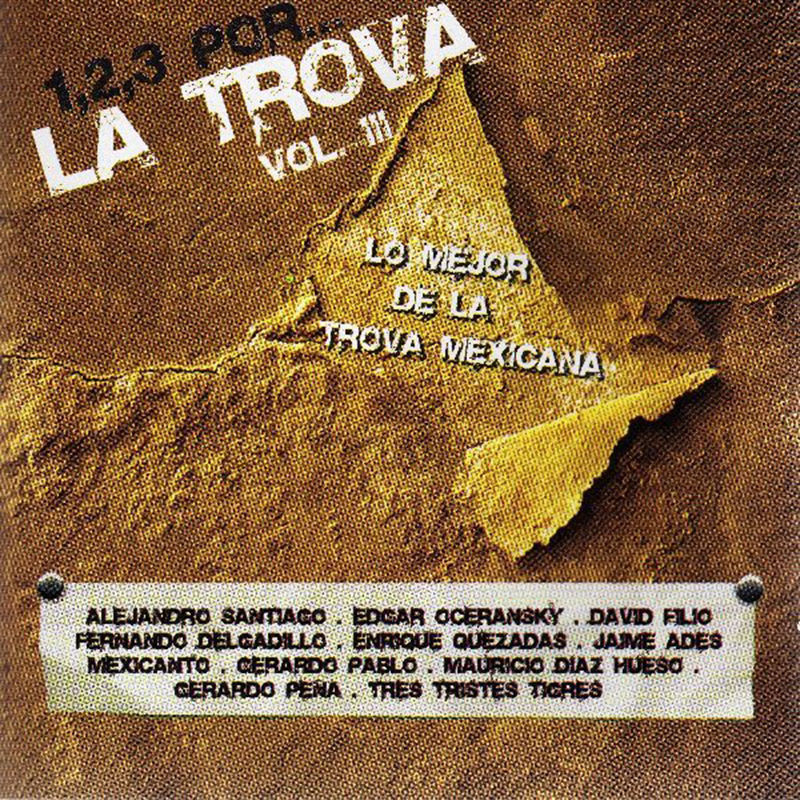 1,2,3 POR...
LA TROVA
VOL. III
LO MEJOR
DE LA
TROVA MEXICANA
ALEJANDRO SANTIAGO . EDGAR OCERANSKY . DAVID FILIO
FERNANDO DELGADILLO . ENRIQUE QUEZADAS . JAIME ADES
MEXICANTO . GERARDO PABLO . MAURICIO DIAZ HUESO .
GERARDO PEÑA . TRES TRISTES TIGRES